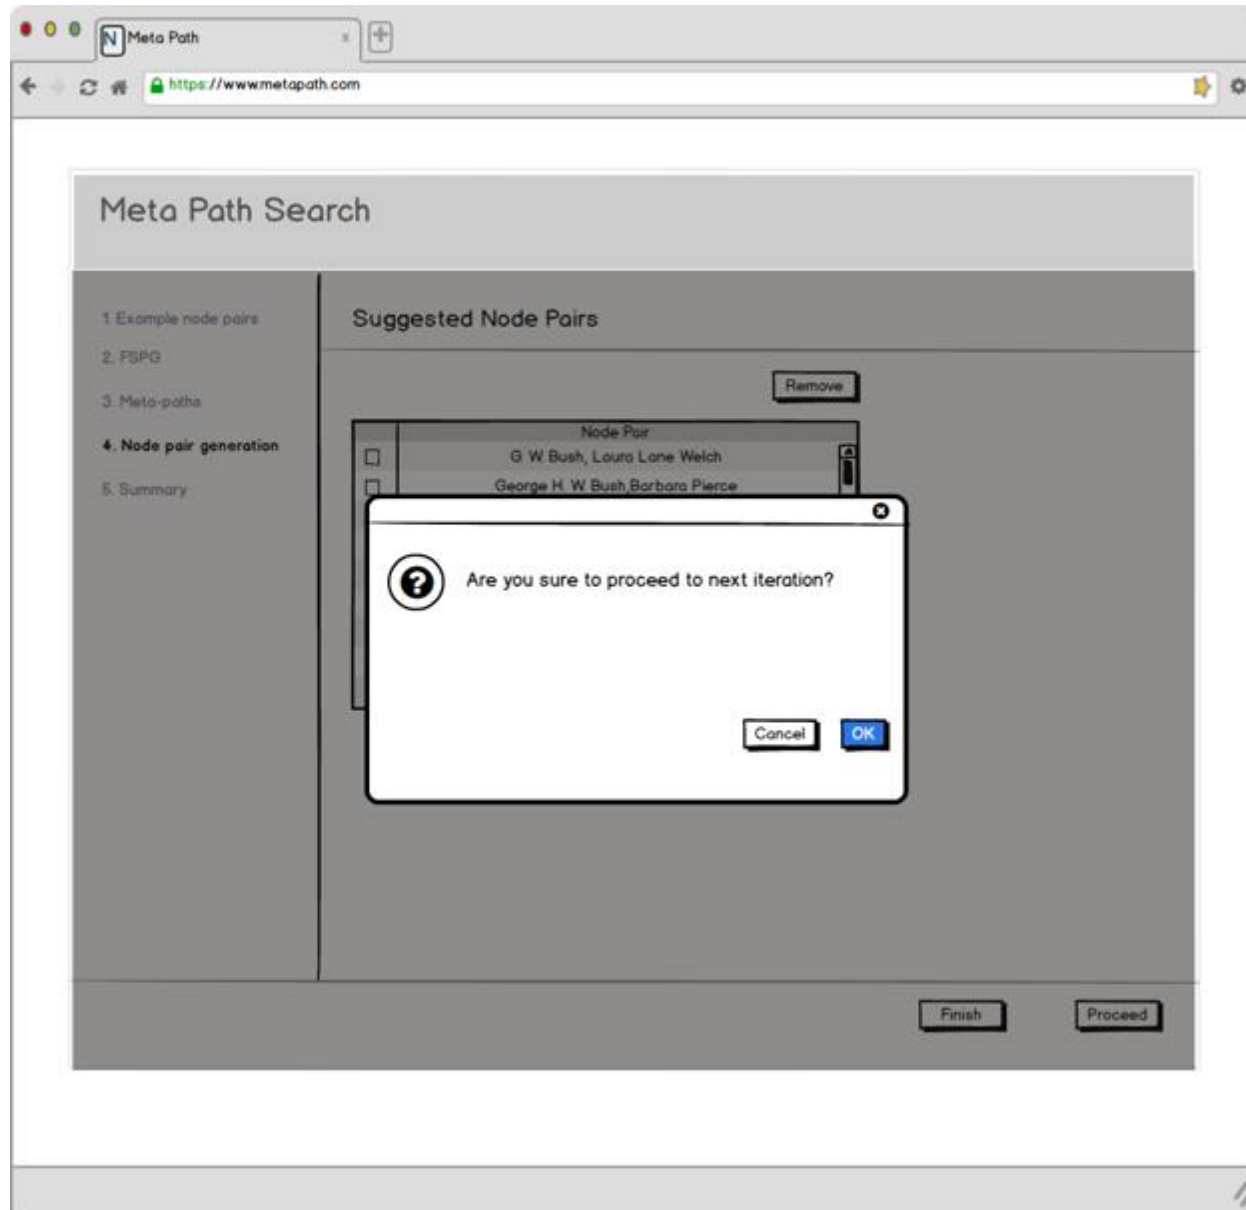 Meta Path
https://www.metapath.com
Meta Path Search
1. Example node pairs
2. FSPG
3. Meta-paths
4. Node pair generation
5. Summary
Suggested Node Pairs
Remove
Node Pair
G. W. Bush, Laura Lane Welch
George H. W. Bush,Barbara Pierce
Are you sure to proceed to next iteration?
Cancel
OK
Finish
Proceed